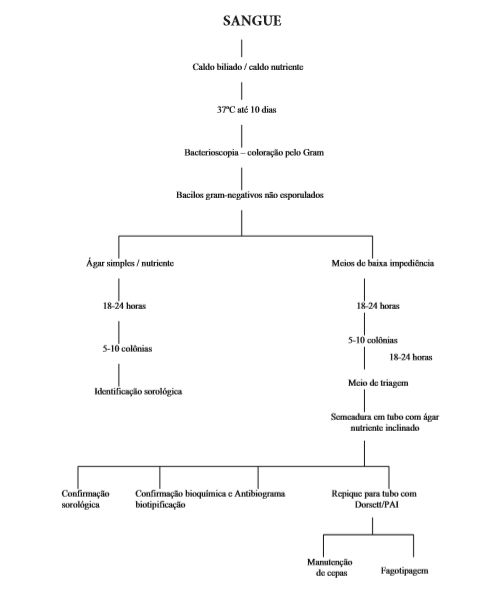 SANGUE
Caldo biliado / caldo nutriente
37ºC até 10 dias
Bacterioscopia – coloração pelo Gram
Bacilos gram-negativos não esporulados
Ágar simples / nutriente
18-24 horas
5-10 colônias
Identificação sorológica
Meios de baixa impediência
18-24 horas
5-10 colônias
18-24 horas
Meio de triagem
Semeadura em tubo com ágar
nutriente inclinado
Confirmação
sorológica
Confirmação bioquímica e
biotipificação
Antibiograma
Repique para tubo com
Dorsett/PAI
Manutenção
de cepas
Fagotipagem